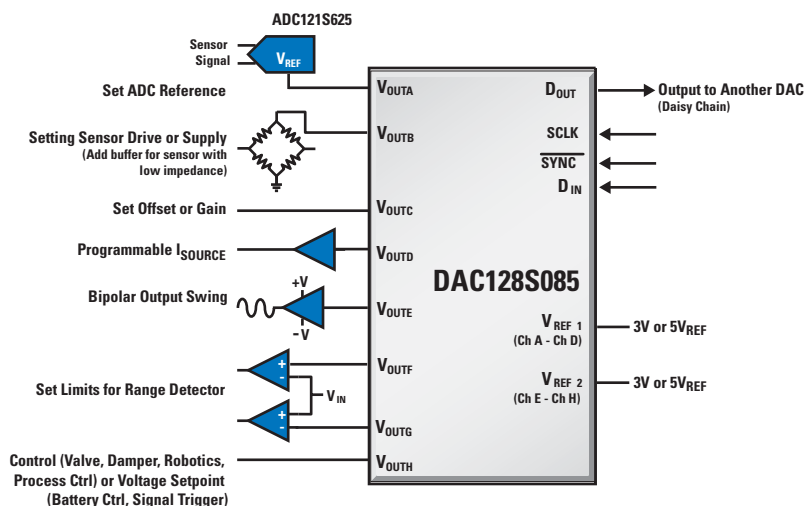 ADC121S625
Sensor
Signal
VREF
Set ADC Reference
VOUTA
DOUT
Output to Another DAC
(Daisy Chain)
Setting Sensor Drive or Supply
(Add buffer for sensor with
low impedance)
VOUTB
SCLK
SYNC
DIN
Set Offset or Gain
VOUTC
Programmable ISOURCE
VOUTD
DAC128S085
Bipolar Output Swing
+V
–V
VOUTE
VREF 1
(Ch A - Ch D)
3V or 5VREF
Set Limits for Range Detector
+
-
VIN
+
-
VOUTF
VREF 2
(Ch E - Ch H)
3V or 5VREF
VOUTG
Control (Valve, Damper, Robotics,
Process Ctrl) or Voltage Setpoint
(Battery Ctrl, Signal Trigger)
VOUTH